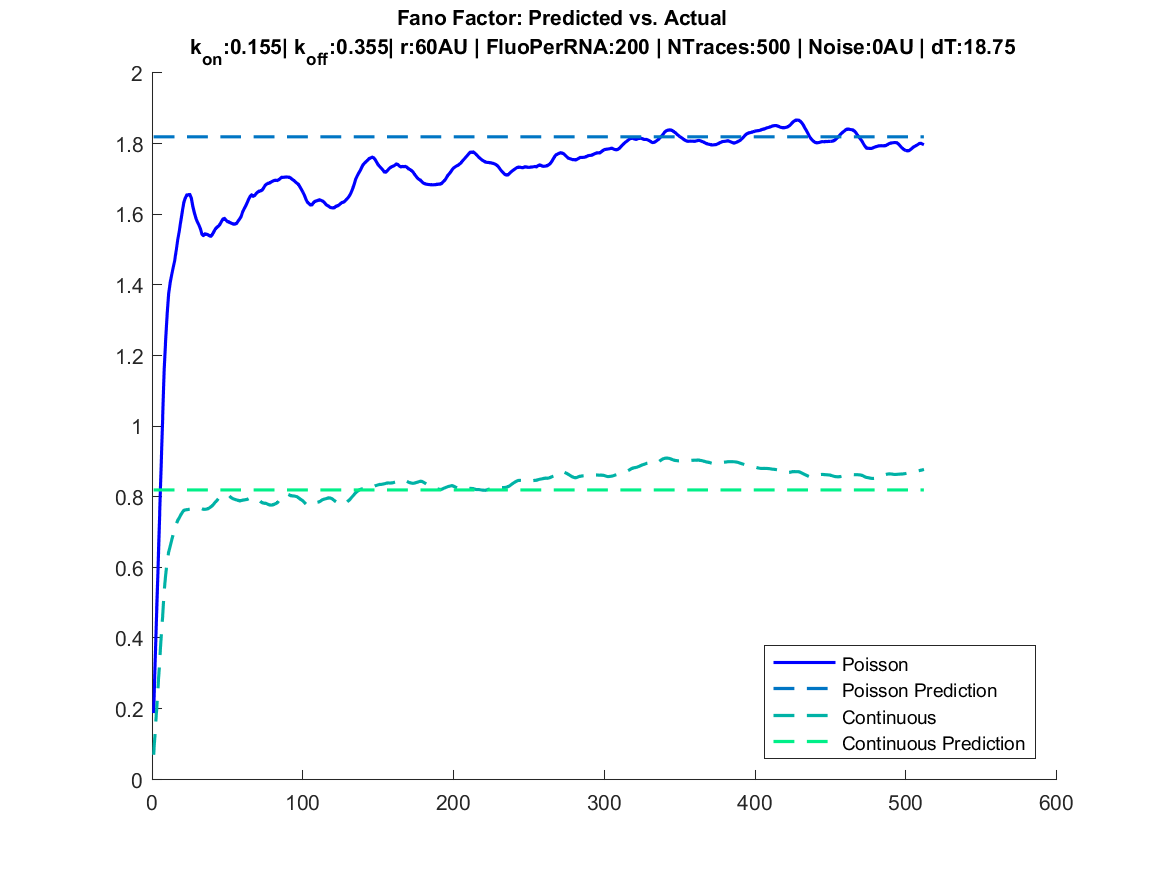 Fano Factor: Predicted vs. Actual
k_on:0.155| k_off:0.355| r:60AU | FluoPerRNA:200 | NTraces:500 | Noise:0AU | dT:18.75
2
1.8
1.6
1.4
1.2
1
0.8
0.6
0.4
0.2
0
Poisson
Poisson Prediction
Continuous
Continuous Prediction
0 100 200 300 400 500 600